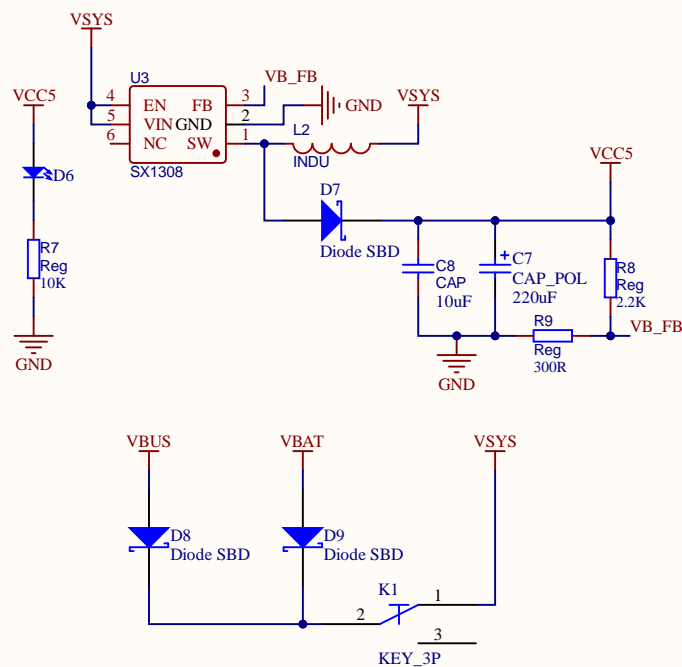 VSYS
U3
VB_FB
4 EN FB 3
VCC5
5 VIN GND 2
GND
VSYS
6 NC SW 1
L2
INDU
SX1308
D6
D7
Diode SBD
VCC5
R7
Reg
10K
C8
CAP
10uF
+
C7
CAP_POL
220uF
R8
Reg
2.2K
R9
Reg
300R
VB_FB
GND
GND
VBUS
VBAT
VSYS
D8
Diode SBD
D9
Diode SBD
K1
1
2
3
KEY_3P